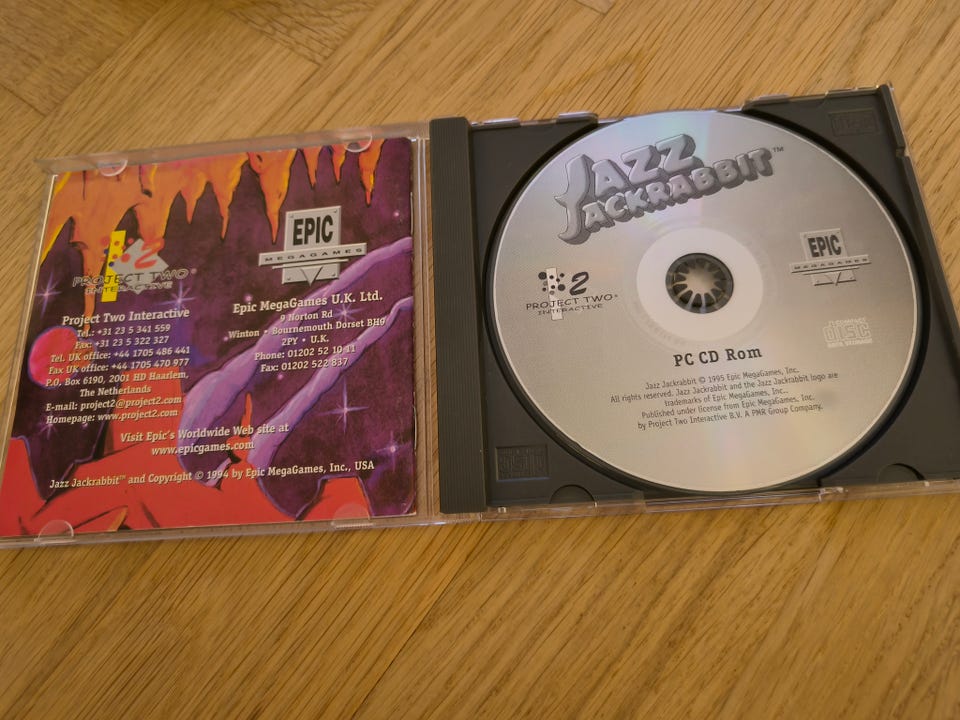 EPIC
MEGAGAMES
2
PROJECT TWO®
INTERACTIVE
Project Two Interactive
Tel.: +31 23 5 341 559
Fax: +31 23 5 322 327
Tel. UK office: +44 1705 486 441
Fax UK office: +44 1705 470 977
P.O. Box 6190, 2001 HD Haarlem,
The Netherlands
E-mail: project2@project2.com
Homepage: www.project2.com
Epic MegaGames U.K. Ltd.
9 Norton Rd
Winton • Bournemouth Dorset BH9
2PY • U.K.
Phone: 01202 52 10 11
Fax: 01202 522 837
Visit Epic's Worldwide Web site at
www.epicgames.com
Jazz Jackrabbit™ and Copyright © 1994 by Epic MegaGames, Inc., USA
JAZZ
JACKRABBIT™
2
PROJECT TWO®
INTERACTIVE
EPIC
MEGAGAMES
COMPACT
disc
PC CD Rom
Jazz Jackrabbit © 1995 Epic MegaGames, Inc.
All rights reserved. Jazz Jackrabbit and the Jazz Jackrabbit logo are
trademarks of Epic MegaGames, Inc.
Published under license from Epic MegaGames, Inc.
by Project Two Interactive B.V. A PMR Group Company.